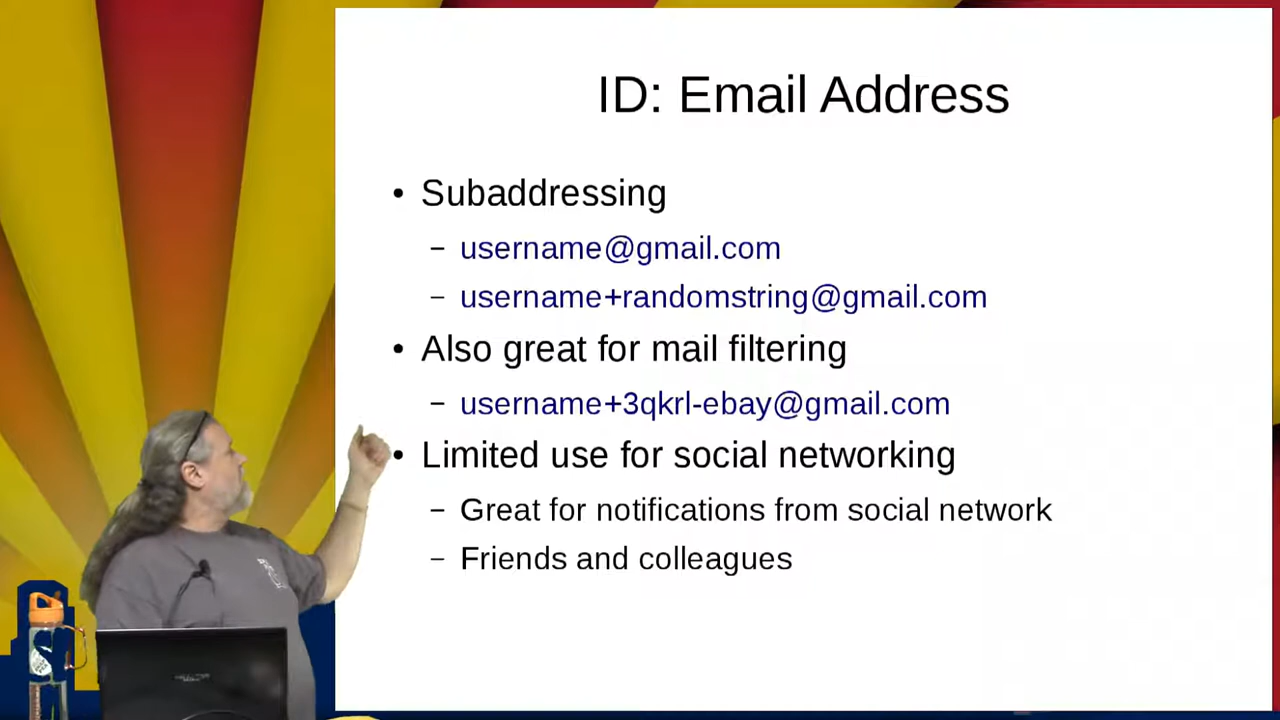 ID: Email Address
• Subaddressing
– username@gmail.com
– username+randomstring@gmail.com
• Also great for mail filtering
– username+3qkrl-ebay@gmail.com
• Limited use for social networking
– Great for notifications from social network
– Friends and colleagues